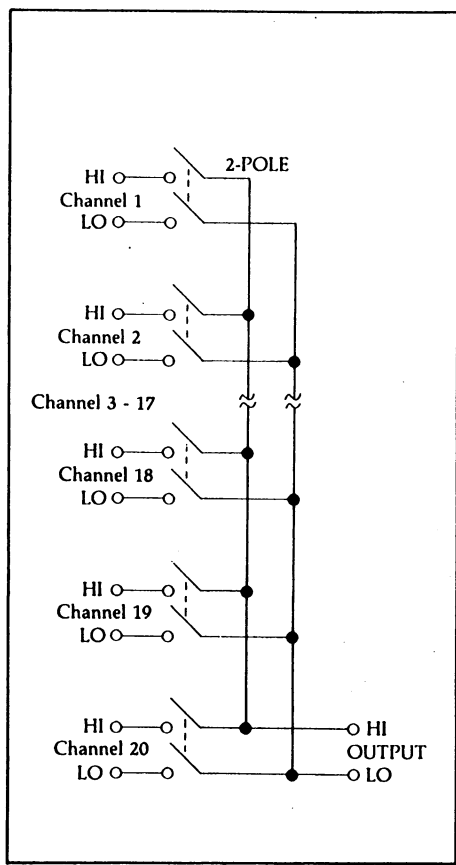 2-POLE
HI
Channel 1
LO
HI
Channel 2
LO
Channel 3 - 17
HI
Channel 18
LO
HI
Channel 19
LO
HI HI
Channel 20 OUTPUT
LO LO